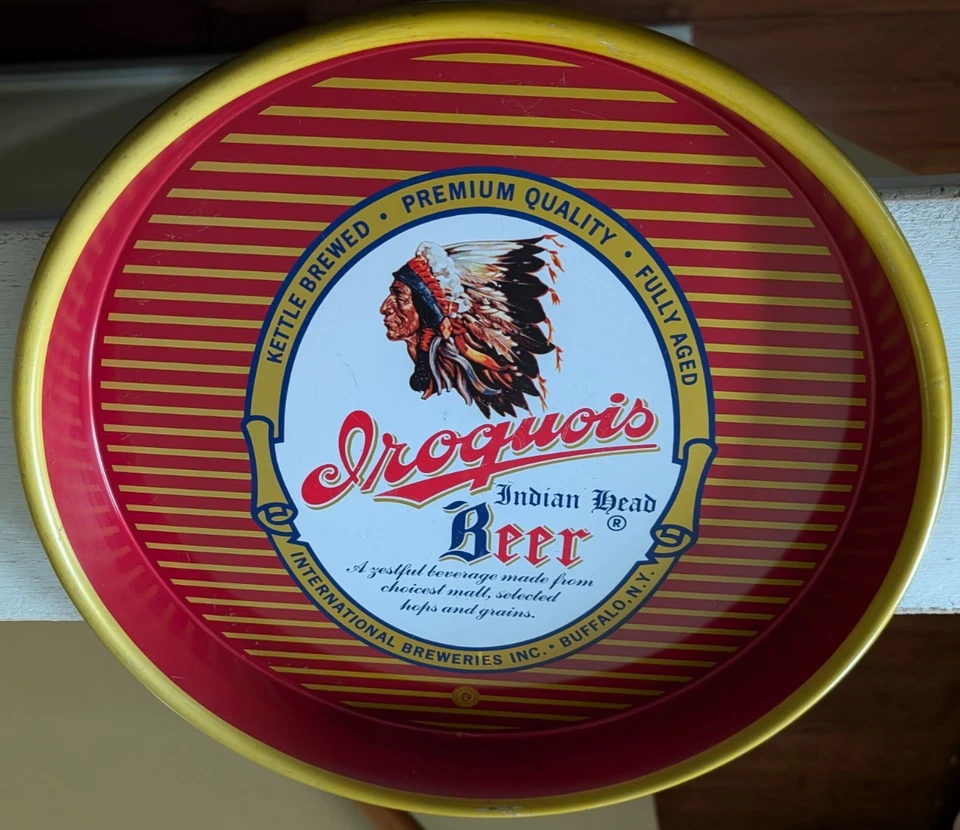 KETTLE BREWED • PREMIUM QUALITY • FULLY AGED
Iroquois
Indian Head
Beer ®
A zestful beverage made from
choicest malt, selected
hops and grains.
INTERNATIONAL BREWERIES INC. • BUFFALO, N.Y.